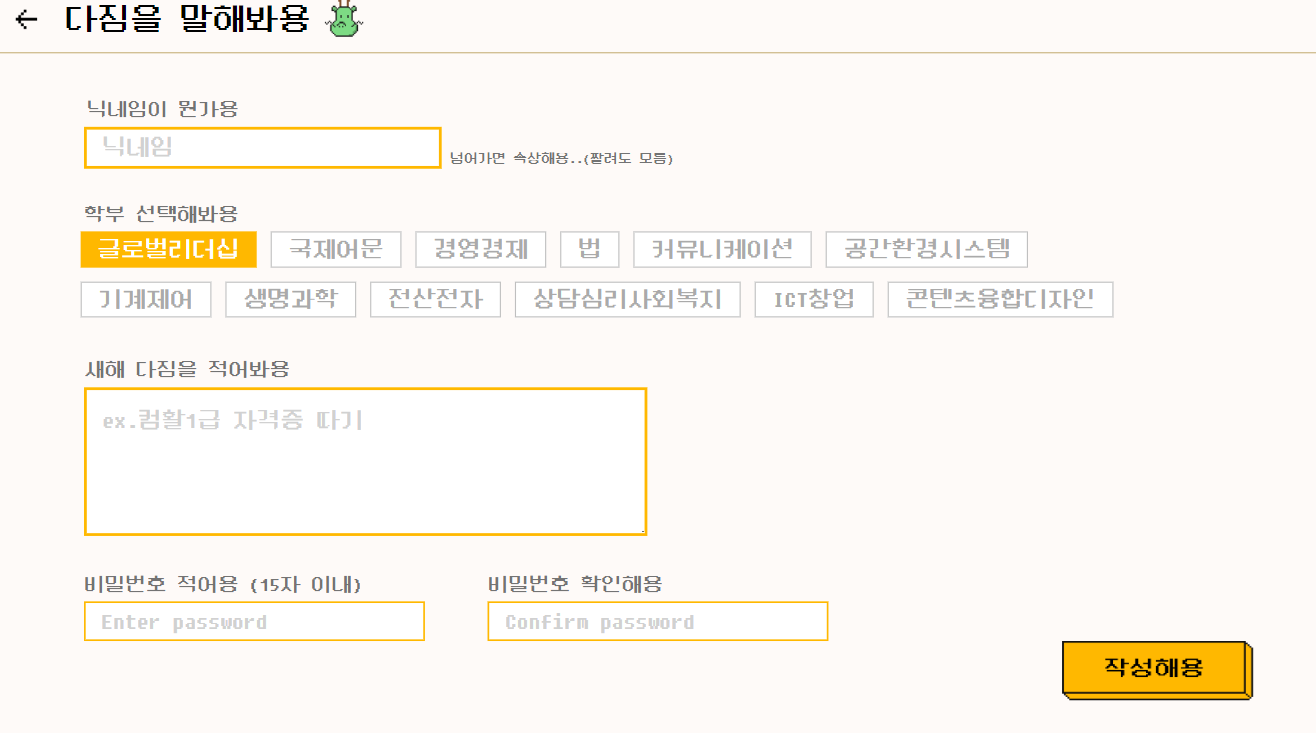 ← 다짐을 말해봐용
닉네임이 뭔가용
닉네임
넘어가면 속상해용..(짤려도 모름)
학부 선택해봐용
글로벌리더십 국제어문 경영경제 법 커뮤니케이션 공간환경시스템
기계제어 생명과학 전산전자 상담심리사회복지 ICT창업 콘텐츠융합디자인
새해 다짐을 적어봐용
ex.컴활1급 자격증 따기
비밀번호 적어용 (15자 이내) 비밀번호 확인해용
Enter password Confirm password
작성해용